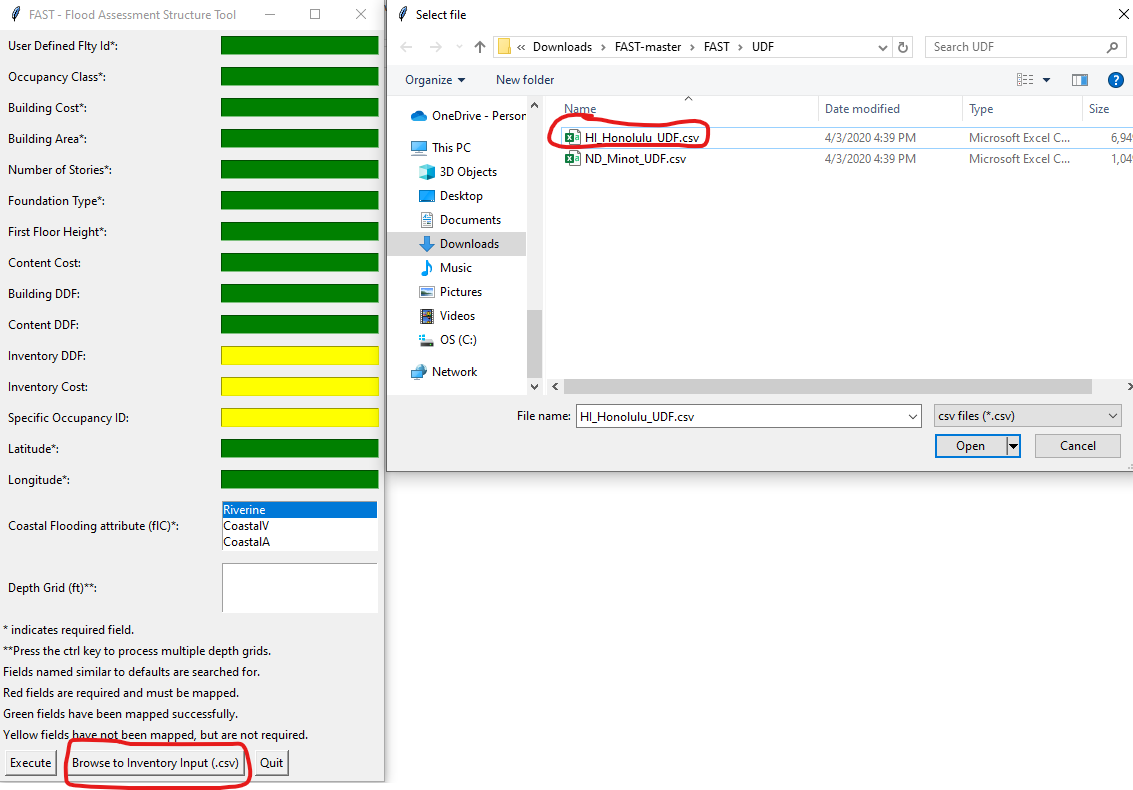 FAST - Flood Assessment Structure Tool
User Defined Flty Id*:
Occupancy Class*:
Building Cost*:
Building Area*:
Number of Stories*:
Foundation Type*:
First Floor Height*:
Content Cost:
Building DDF:
Content DDF:
Inventory DDF:
Inventory Cost:
Specific Occupancy ID:
Latitude*:
Longitude*:
Coastal Flooding attribute (flC)*:
Riverine
CoastalV
CoastalA
Depth Grid (ft)**:
* indicates required field.
**Press the ctrl key to process multiple depth grids.
Fields named similar to defaults are searched for.
Red fields are required and must be mapped.
Green fields have been mapped successfully.
Yellow fields have not been mapped, but are not required.
Execute Browse to Inventory Input (.csv) Quit
Select file
« Downloads › FAST-master › FAST › UDF
Search UDF
Organize New folder
Name Date modified Type Size
HI_Honolulu_UDF.csv 4/3/2020 4:39 PM Microsoft Excel C... 6,949
ND_Minot_UDF.csv 4/3/2020 4:39 PM Microsoft Excel C... 1,04
OneDrive - Person
This PC
3D Objects
Desktop
Documents
Downloads
Music
Pictures
Videos
OS (C:)
Network
File name: HI_Honolulu_UDF.csv csv files (*.csv)
Open Cancel